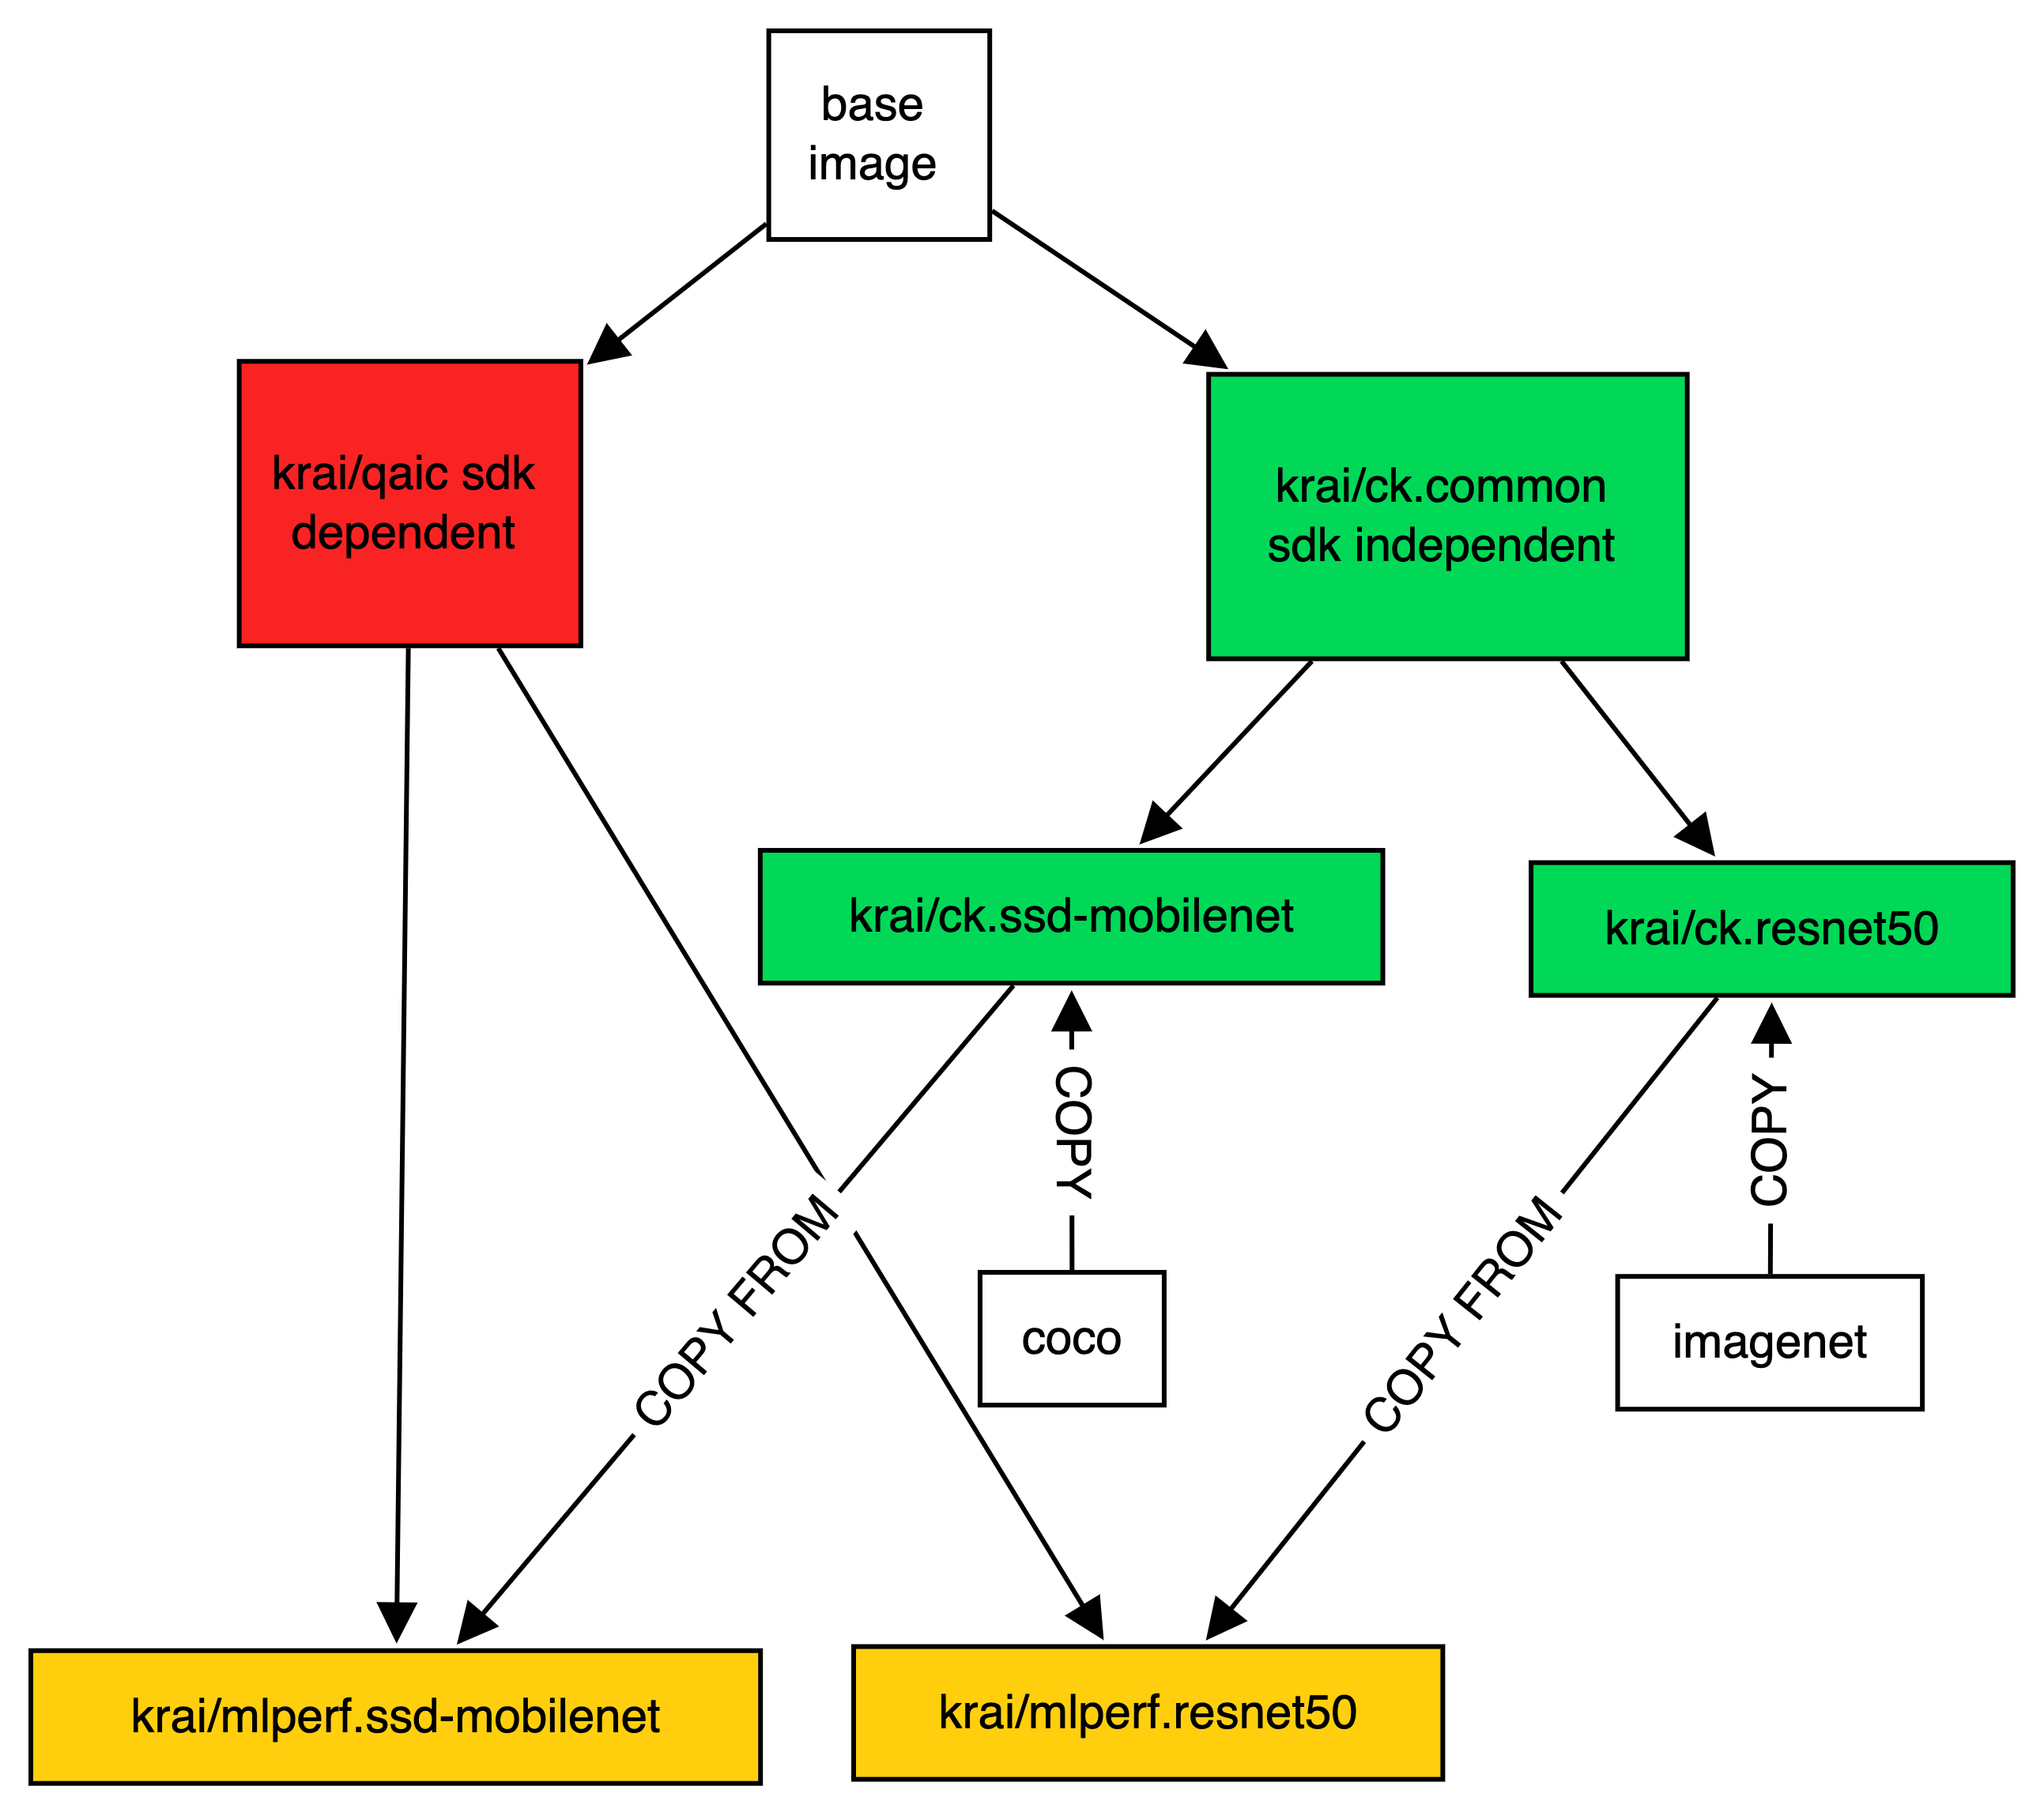 base
image
krai/qaic sdk
dependent
krai/ck.common
sdk independent
krai/ck.ssd-mobilenet
krai/ck.resnet50
COPY
COPY
COPY FROM
COPY FROM
coco
imagenet
krai/mlperf.ssd-mobilenet
krai/mlperf.resnet50